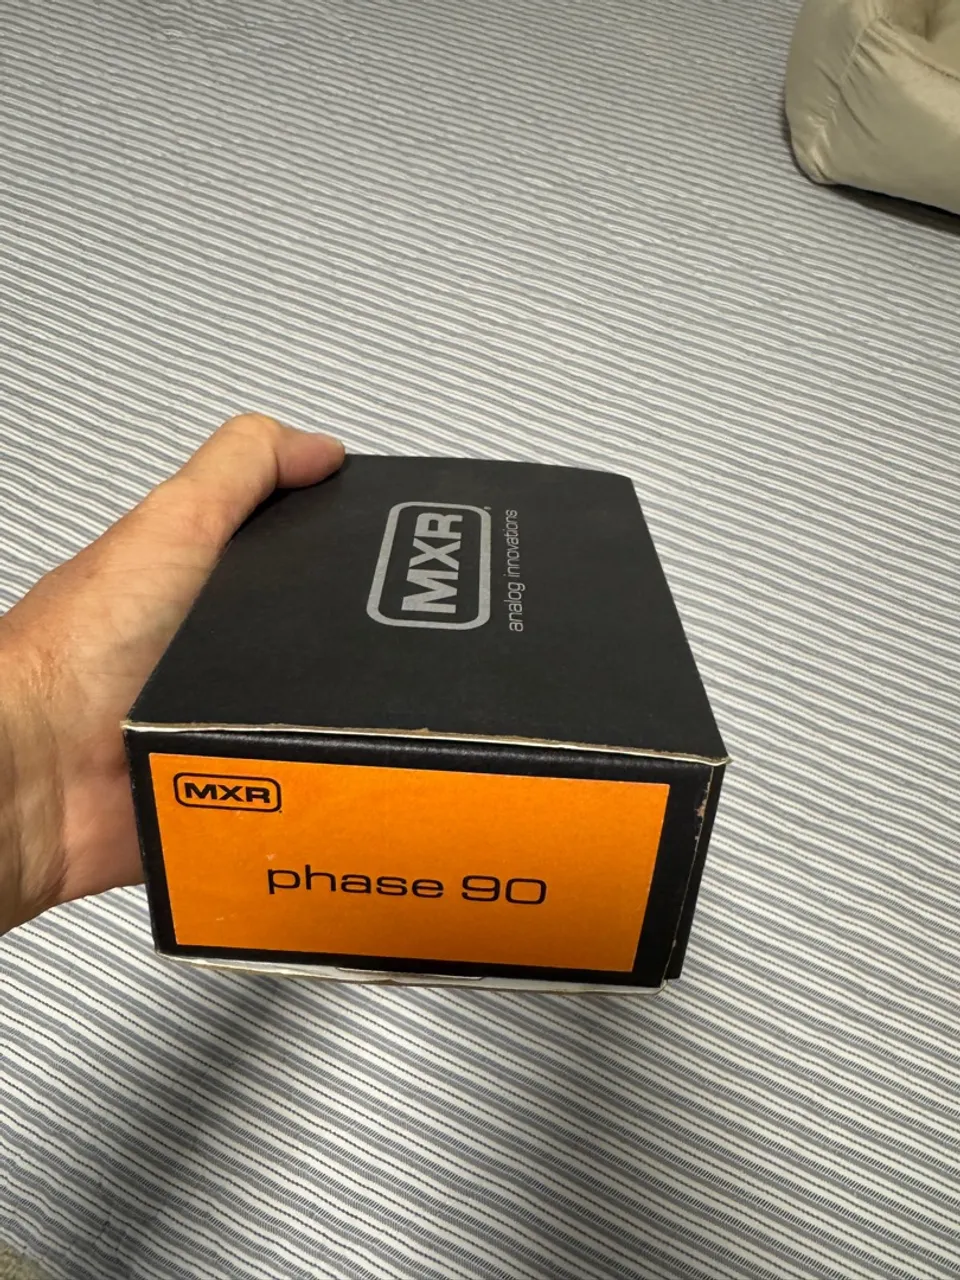 MXR
analog innovations
MXR
phase 90